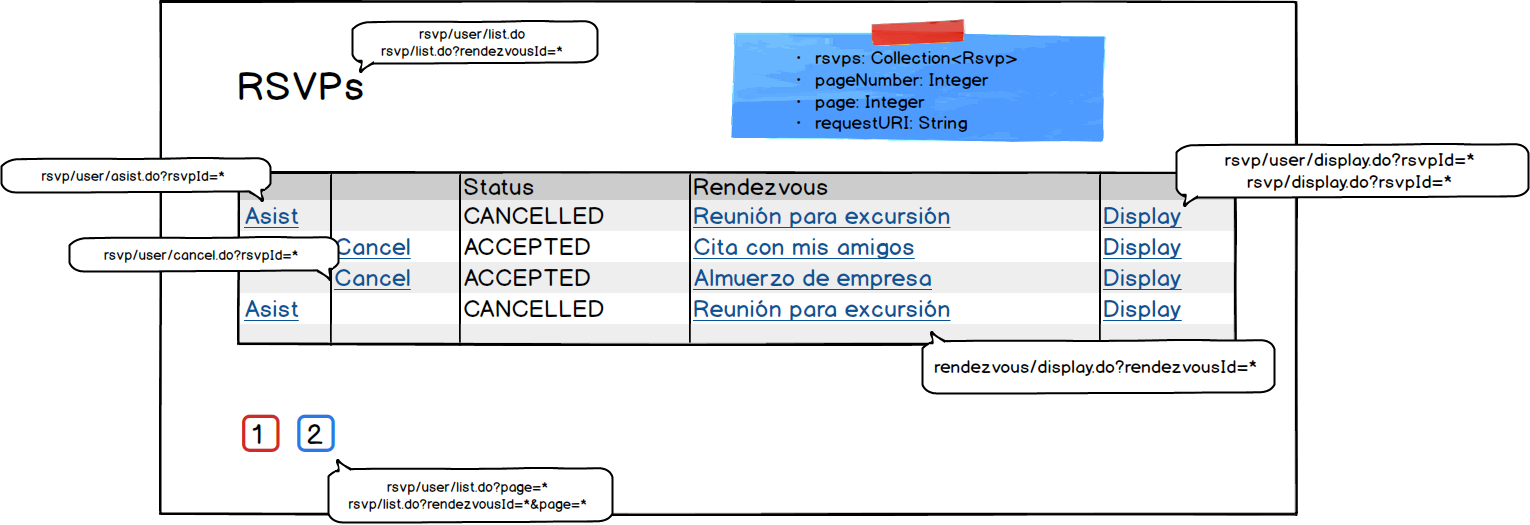 rsvp/user/list.do
rsvp/list.do?rendezvousId=*
RSVPs
• rsvps: Collection<Rsvp>
• pageNumber: Integer
• page: Integer
• requestURI: String
rsvp/user/asist.do?rsvpId=*
rsvp/user/display.do?rsvpId=*
rsvp/display.do?rsvpId=*
Status Rendezvous
Asist CANCELLED Reunión para excursión Display
Cancel ACCEPTED Cita con mis amigos Display
rsvp/user/cancel.do?rsvpId=*
Cancel ACCEPTED Almuerzo de empresa Display
Asist CANCELLED Reunión para excursión Display
rendezvous/display.do?rendezvousId=*
1 2
rsvp/user/list.do?page=*
rsvp/list.do?rendezvousId=*&page=*